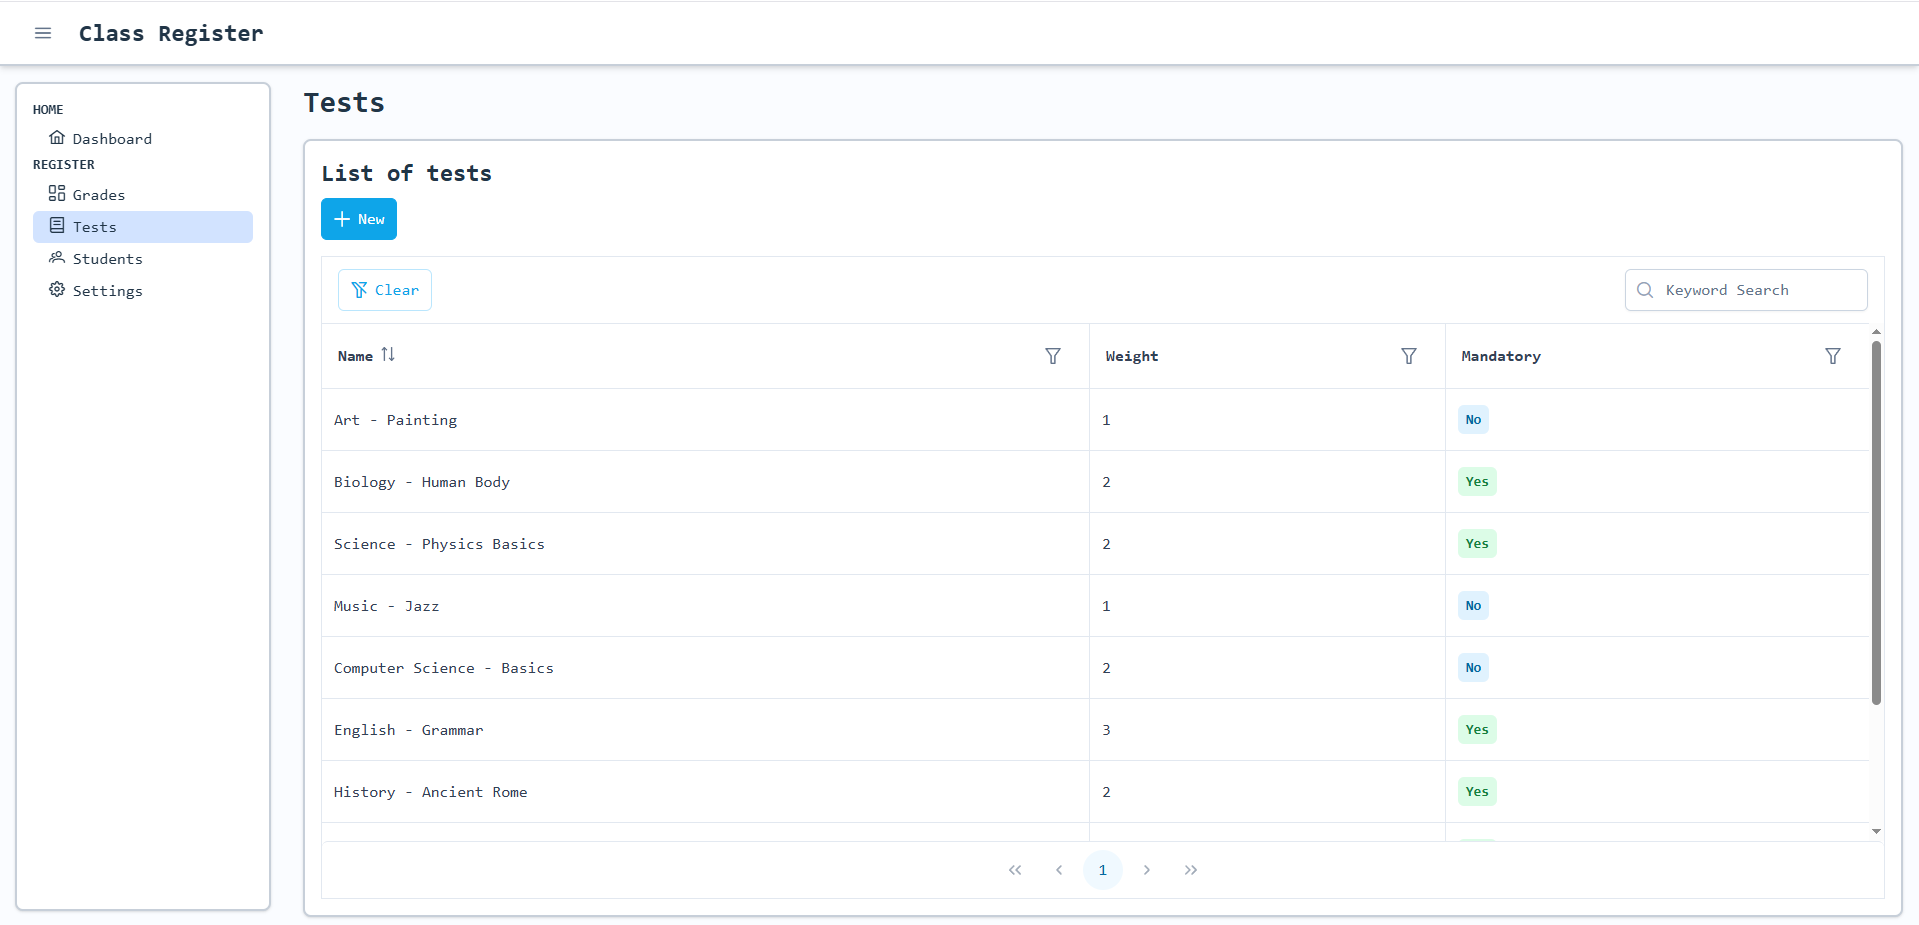 Class Register
HOME
Dashboard
REGISTER
Grades
Tests
Students
Settings
Tests
List of tests
New
Clear
Keyword Search
Name Weight Mandatory
Art - Painting 1 No
Biology - Human Body 2 Yes
Science - Physics Basics 2 Yes
Music - Jazz 1 No
Computer Science - Basics 2 No
English - Grammar 3 Yes
History - Ancient Rome 2 Yes
1